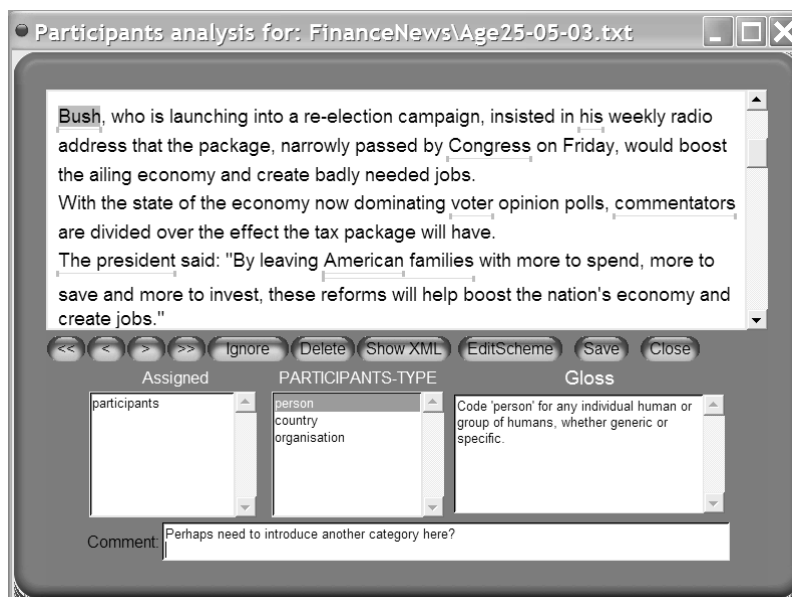 Participants analysis for: FinanceNews\Age25-05-03.txt
Bush, who is launching into a re-election campaign, insisted in his weekly radio
address that the package, narrowly passed by Congress on Friday, would boost
the ailing economy and create badly needed jobs.
With the state of the economy now dominating voter opinion polls, commentators
are divided over the effect the tax package will have.
The president said: "By leaving American families with more to spend, more to
save and more to invest, these reforms will help boost the nation's economy and
create jobs."
<< < > >> Ignore Delete Show XML EditScheme Save Close
Assigned PARTICIPANTS-TYPE Gloss
participants
person
country
organisation
Code 'person' for any individual human or
group of humans, whether generic or
specific.
Comment: Perhaps need to introduce another category here?